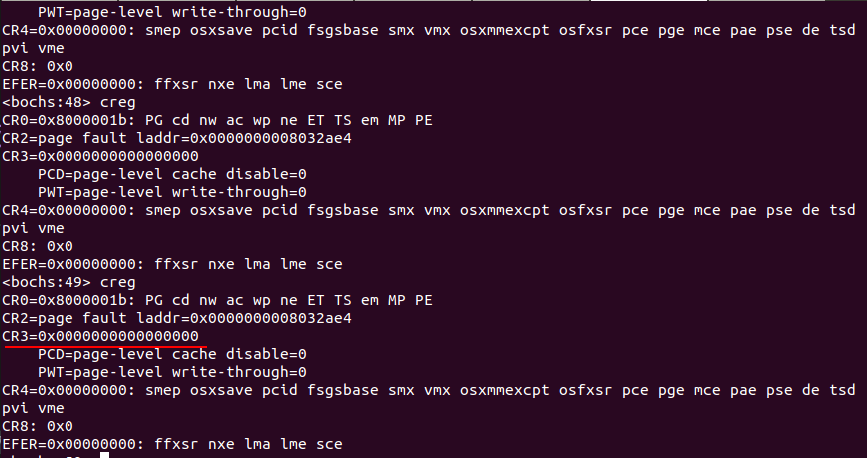 PWT=page-level write-through=0
CR4=0x00000000: smep osxsave pcid fsgsbase smx vmx osxmmexcpt osfxsr pce pge mce pae pse de tsd
pvi vme
CR8: 0x0
EFER=0x00000000: ffxsr nxe lma lme sce
<bochs:48> creg
CR0=0x8000001b: PG cd nw ac wp ne ET TS em MP PE
CR2=page fault laddr=0x0000000008032ae4
CR3=0x0000000000000000
    PCD=page-level cache disable=0
    PWT=page-level write-through=0
CR4=0x00000000: smep osxsave pcid fsgsbase smx vmx osxmmexcpt osfxsr pce pge mce pae pse de tsd
pvi vme
CR8: 0x0
EFER=0x00000000: ffxsr nxe lma lme sce
<bochs:49> creg
CR0=0x8000001b: PG cd nw ac wp ne ET TS em MP PE
CR2=page fault laddr=0x0000000008032ae4
CR3=0x0000000000000000
    PCD=page-level cache disable=0
    PWT=page-level write-through=0
CR4=0x00000000: smep osxsave pcid fsgsbase smx vmx osxmmexcpt osfxsr pce pge mce pae pse de tsd
pvi vme
CR8: 0x0
EFER=0x00000000: ffxsr nxe lma lme sce